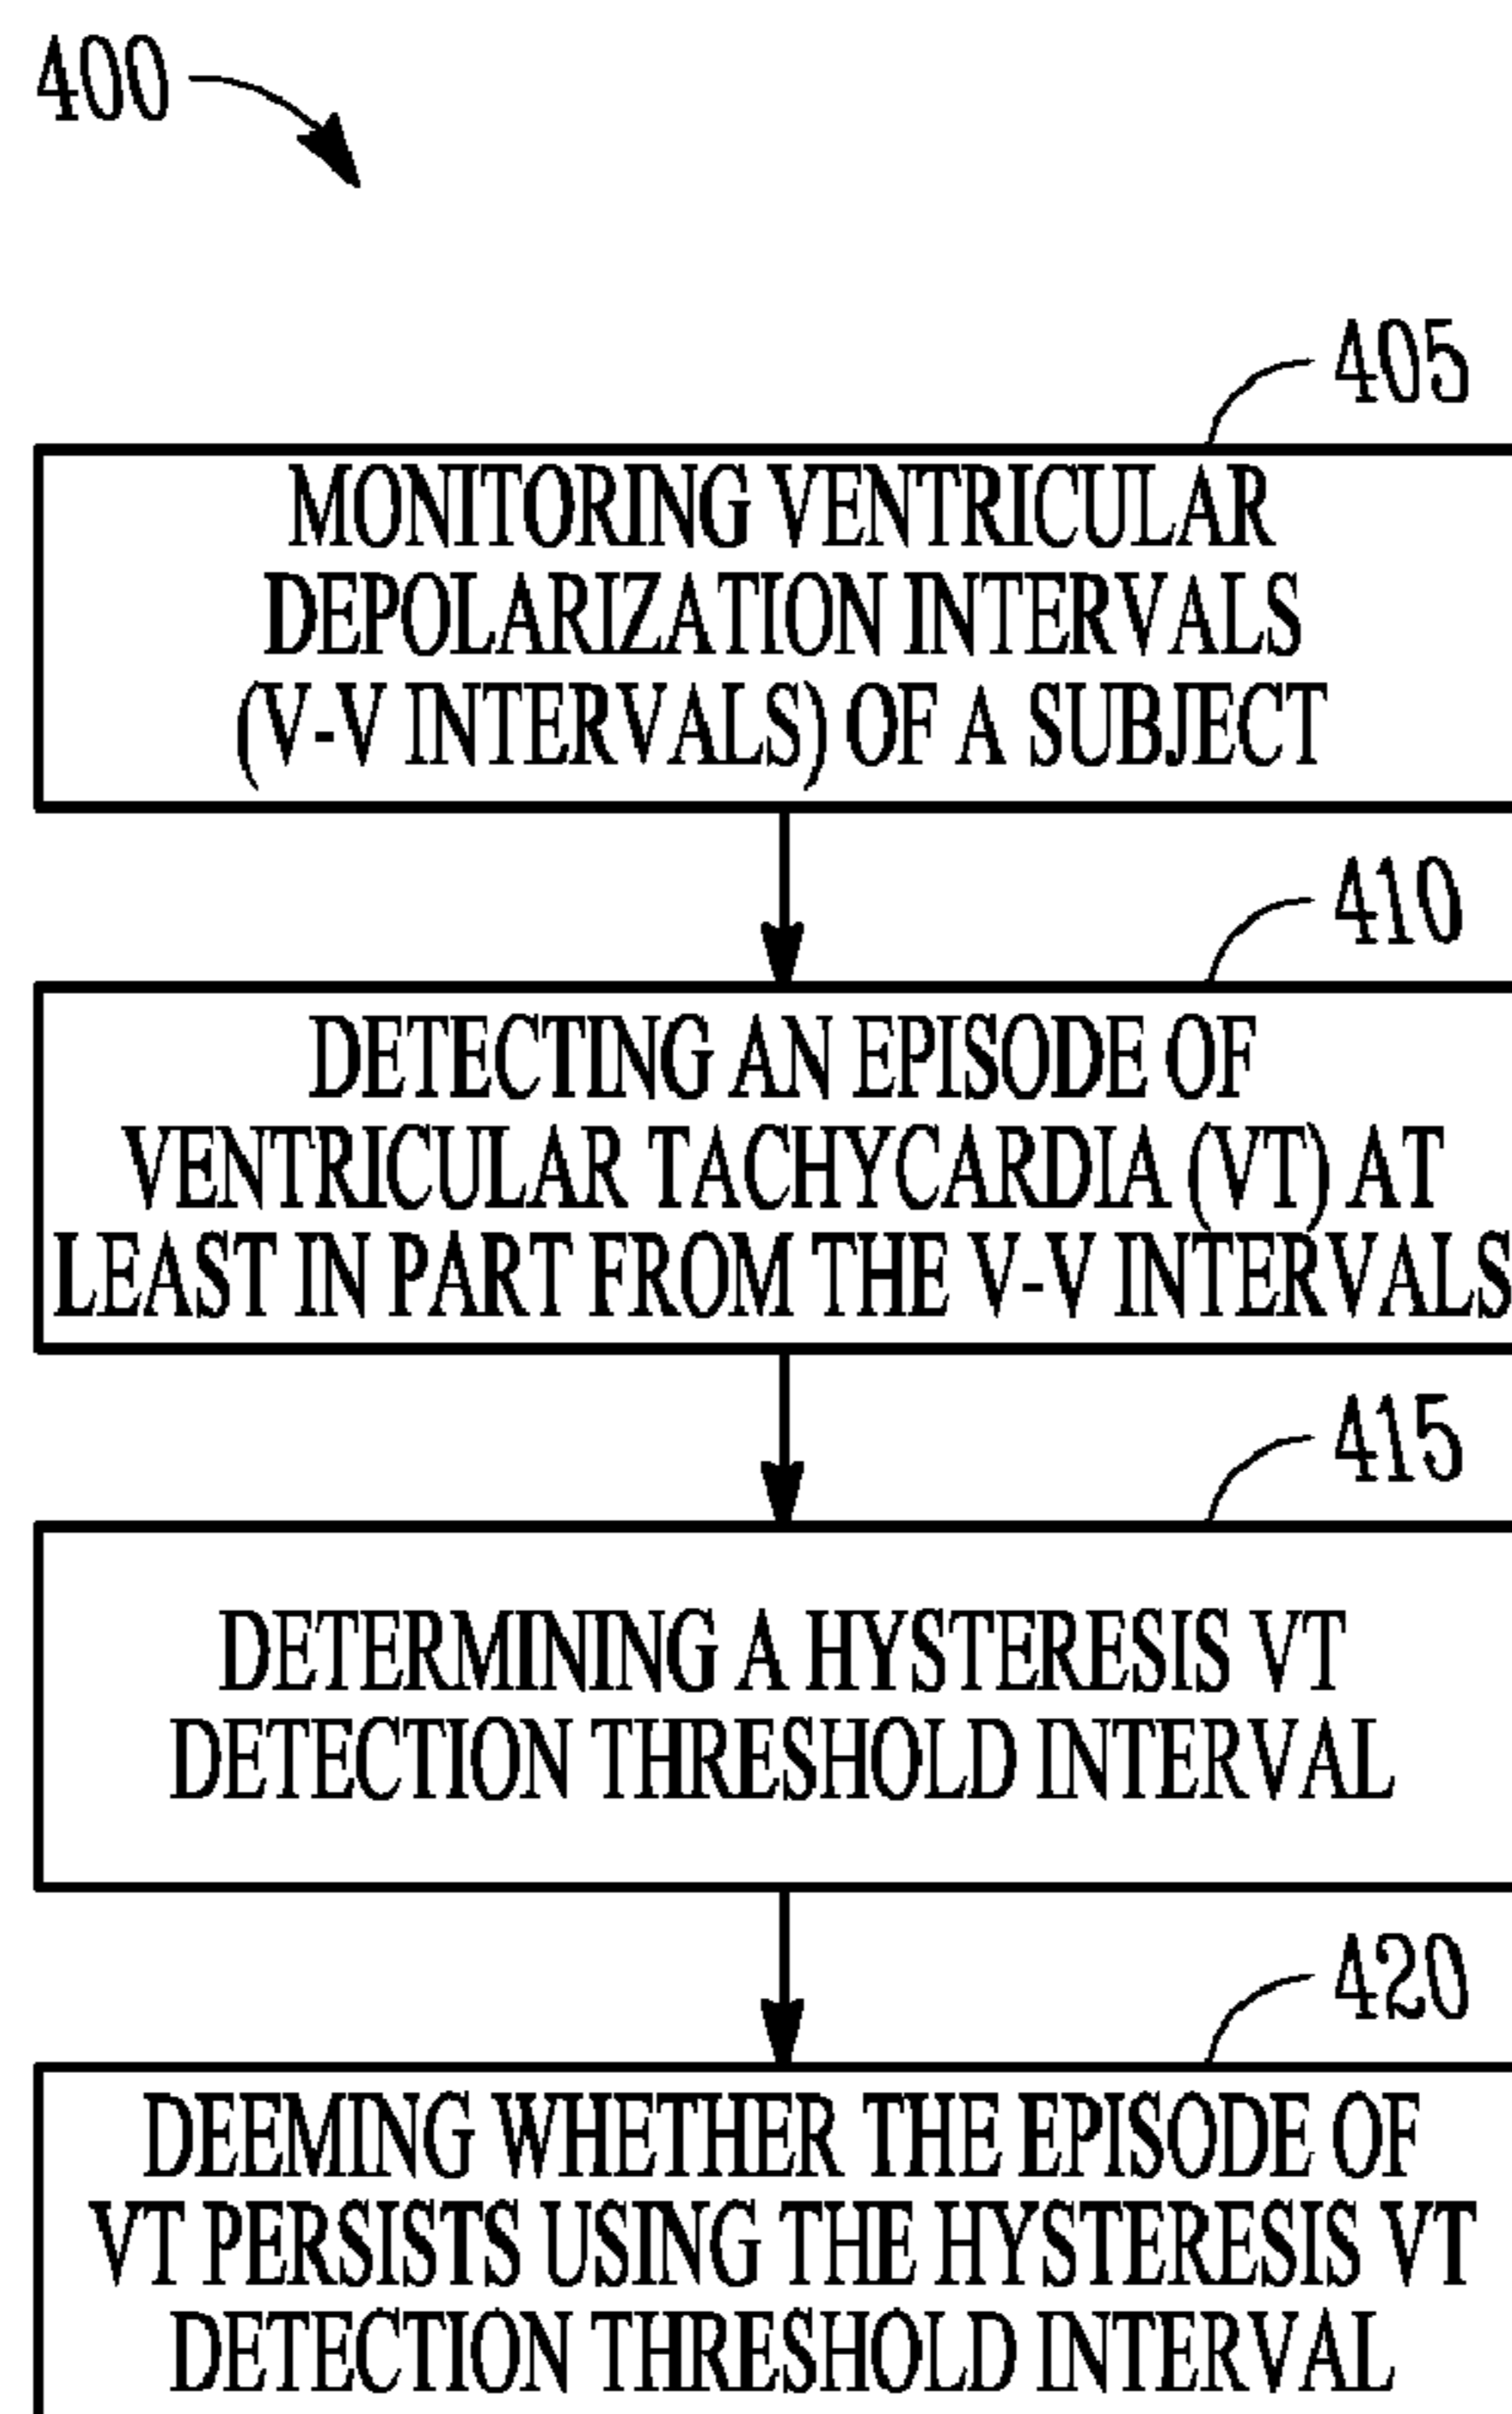 400
405
MONITORING VENTRICULAR
DEPOLARIZATION INTERVALS
(V-V INTERVALS) OF A SUBJECT
410
DETECTING AN EPISODE OF
VENTRICULAR TACHYCARDIA (VT) AT
LEAST IN PART FROM THE V-V INTERVALS
415
DETERMINING A HYSTERESIS VT
DETECTION THRESHOLD INTERVAL
420
DEEMING WHETHER THE EPISODE OF
VT PERSISTS USING THE HYSTERESIS VT
DETECTION THRESHOLD INTERVAL